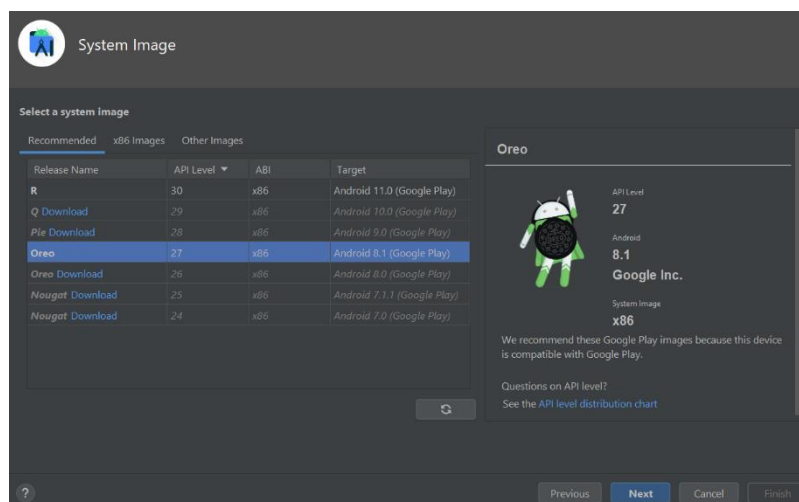 System Image
Select a system image
Recommended x86 Images Other Images
Release Name API Level ABI Target
R 30 x86 Android 11.0 (Google Play)
Q Download 29 x86 Android 10.0 (Google Play)
Pie Download 28 x86 Android 9.0 (Google Play)
Oreo 27 x86 Android 8.1 (Google Play)
Oreo Download 26 x86 Android 8.0 (Google Play)
Nougat Download 25 x86 Android 7.1.1 (Google Play)
Nougat Download 24 x86 Android 7.0 (Google Play)
Oreo
API Level
27
Android
8.1
Google Inc.
System Image
x86
We recommend these Google Play images because this device
is compatible with Google Play.
Questions on API level?
See the API level distribution chart
? Previous Next Cancel Finish